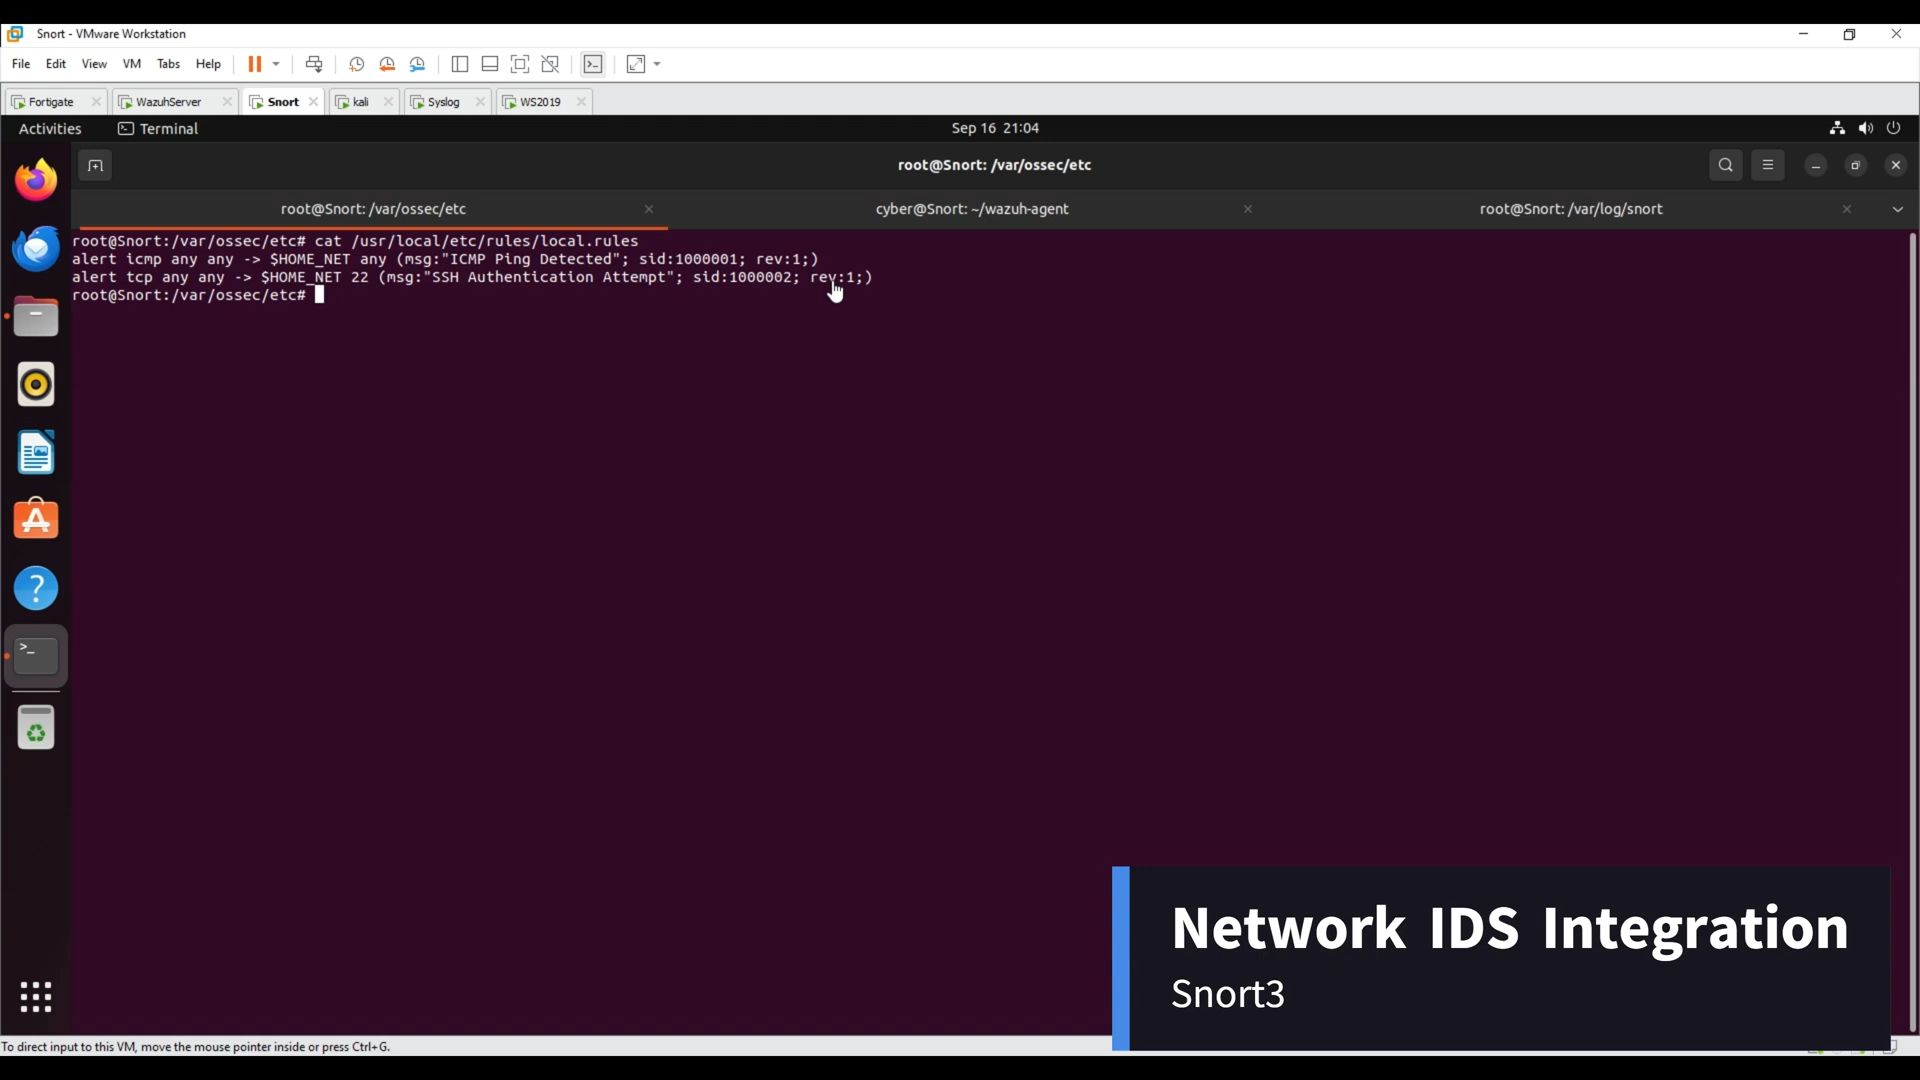 Snort - VMware Workstation
File Edit View VM Tabs Help
Fortigate WazuhServer Snort kali Syslog WS2019
Activities Terminal Sep 16 21:04
root@Snort: /var/ossec/etc
root@Snort: /var/ossec/etc cyber@Snort: ~/wazuh-agent root@Snort: /var/log/snort
root@Snort:/var/ossec/etc# cat /usr/local/etc/rules/local.rules
alert icmp any any -> $HOME_NET any (msg:"ICMP Ping Detected"; sid:1000001; rev:1;)
alert tcp any any -> $HOME_NET 22 (msg:"SSH Authentication Attempt"; sid:1000002; rev:1;)
root@Snort:/var/ossec/etc#
Network IDS Integration
Snort3
To direct input to this VM, move the mouse pointer inside or press Ctrl+G.